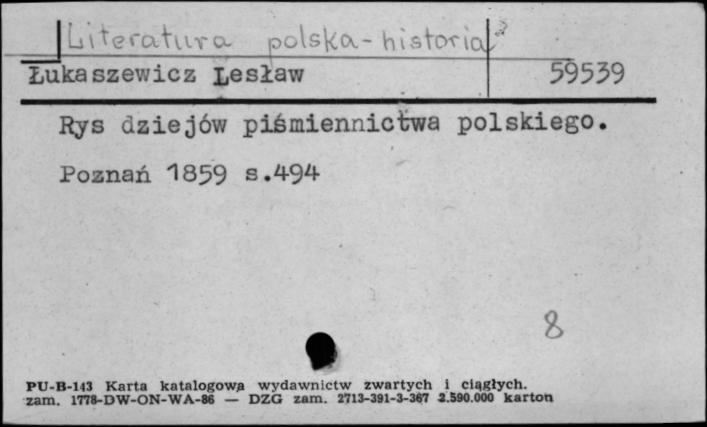 Literatura polska-historia
Łukaszewicz Lesław 59539
Rys dziejów piśmiennictwa polskiego.
Poznań 1859 s.494
8
PU-B-143 Karta katalogowa wydawnictw zwartych i ciągłych.
zam. 1778-DW-ON-WA-86 — DZG zam. 2713-391-3-367 2.590.000 karton